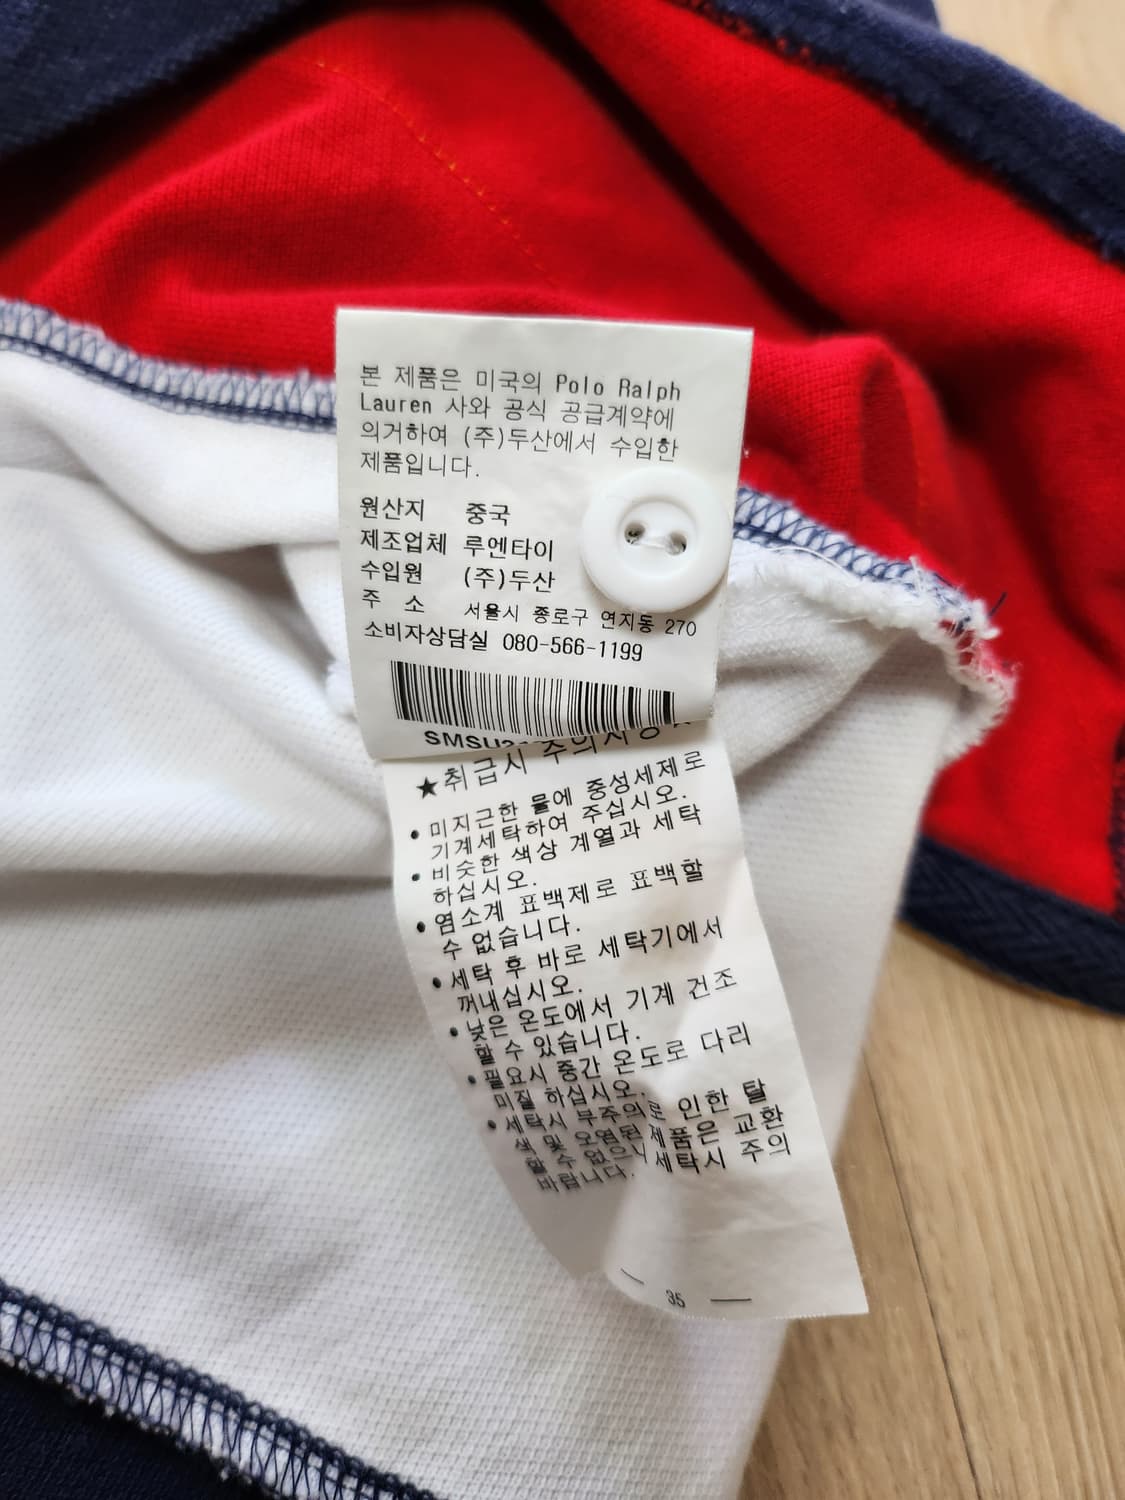 본 제품은 미국의 Polo Ralph
Lauren 사와 공식 공급계약에
의거하여 (주)두산에서 수입한
제품입니다.
원산지 중국
제조업체 루엔타이
수입원 (주)두산
주 소 서울시 종로구 연지동 270
소비자상담실 080-566-1199
★취급시 주의사항
• 미지근한 물에 중성세제로
기계세탁하여 주십시오.
• 비슷한 색상 계열과 세탁
하십시오.
• 염소계 표백제로 표백할
수 없습니다.
• 세탁 후 바로 세탁기에서
꺼내십시오.
• 낮은 온도에서 기계 건조
할 수 있습니다.
• 필요시 중간 온도로 다리
미질 하십시오.
• 세탁시 부주의로 인한 탈
색 및 오염된 제품은 교환
할 수 없으니 세탁시 주의
바랍니다.
35